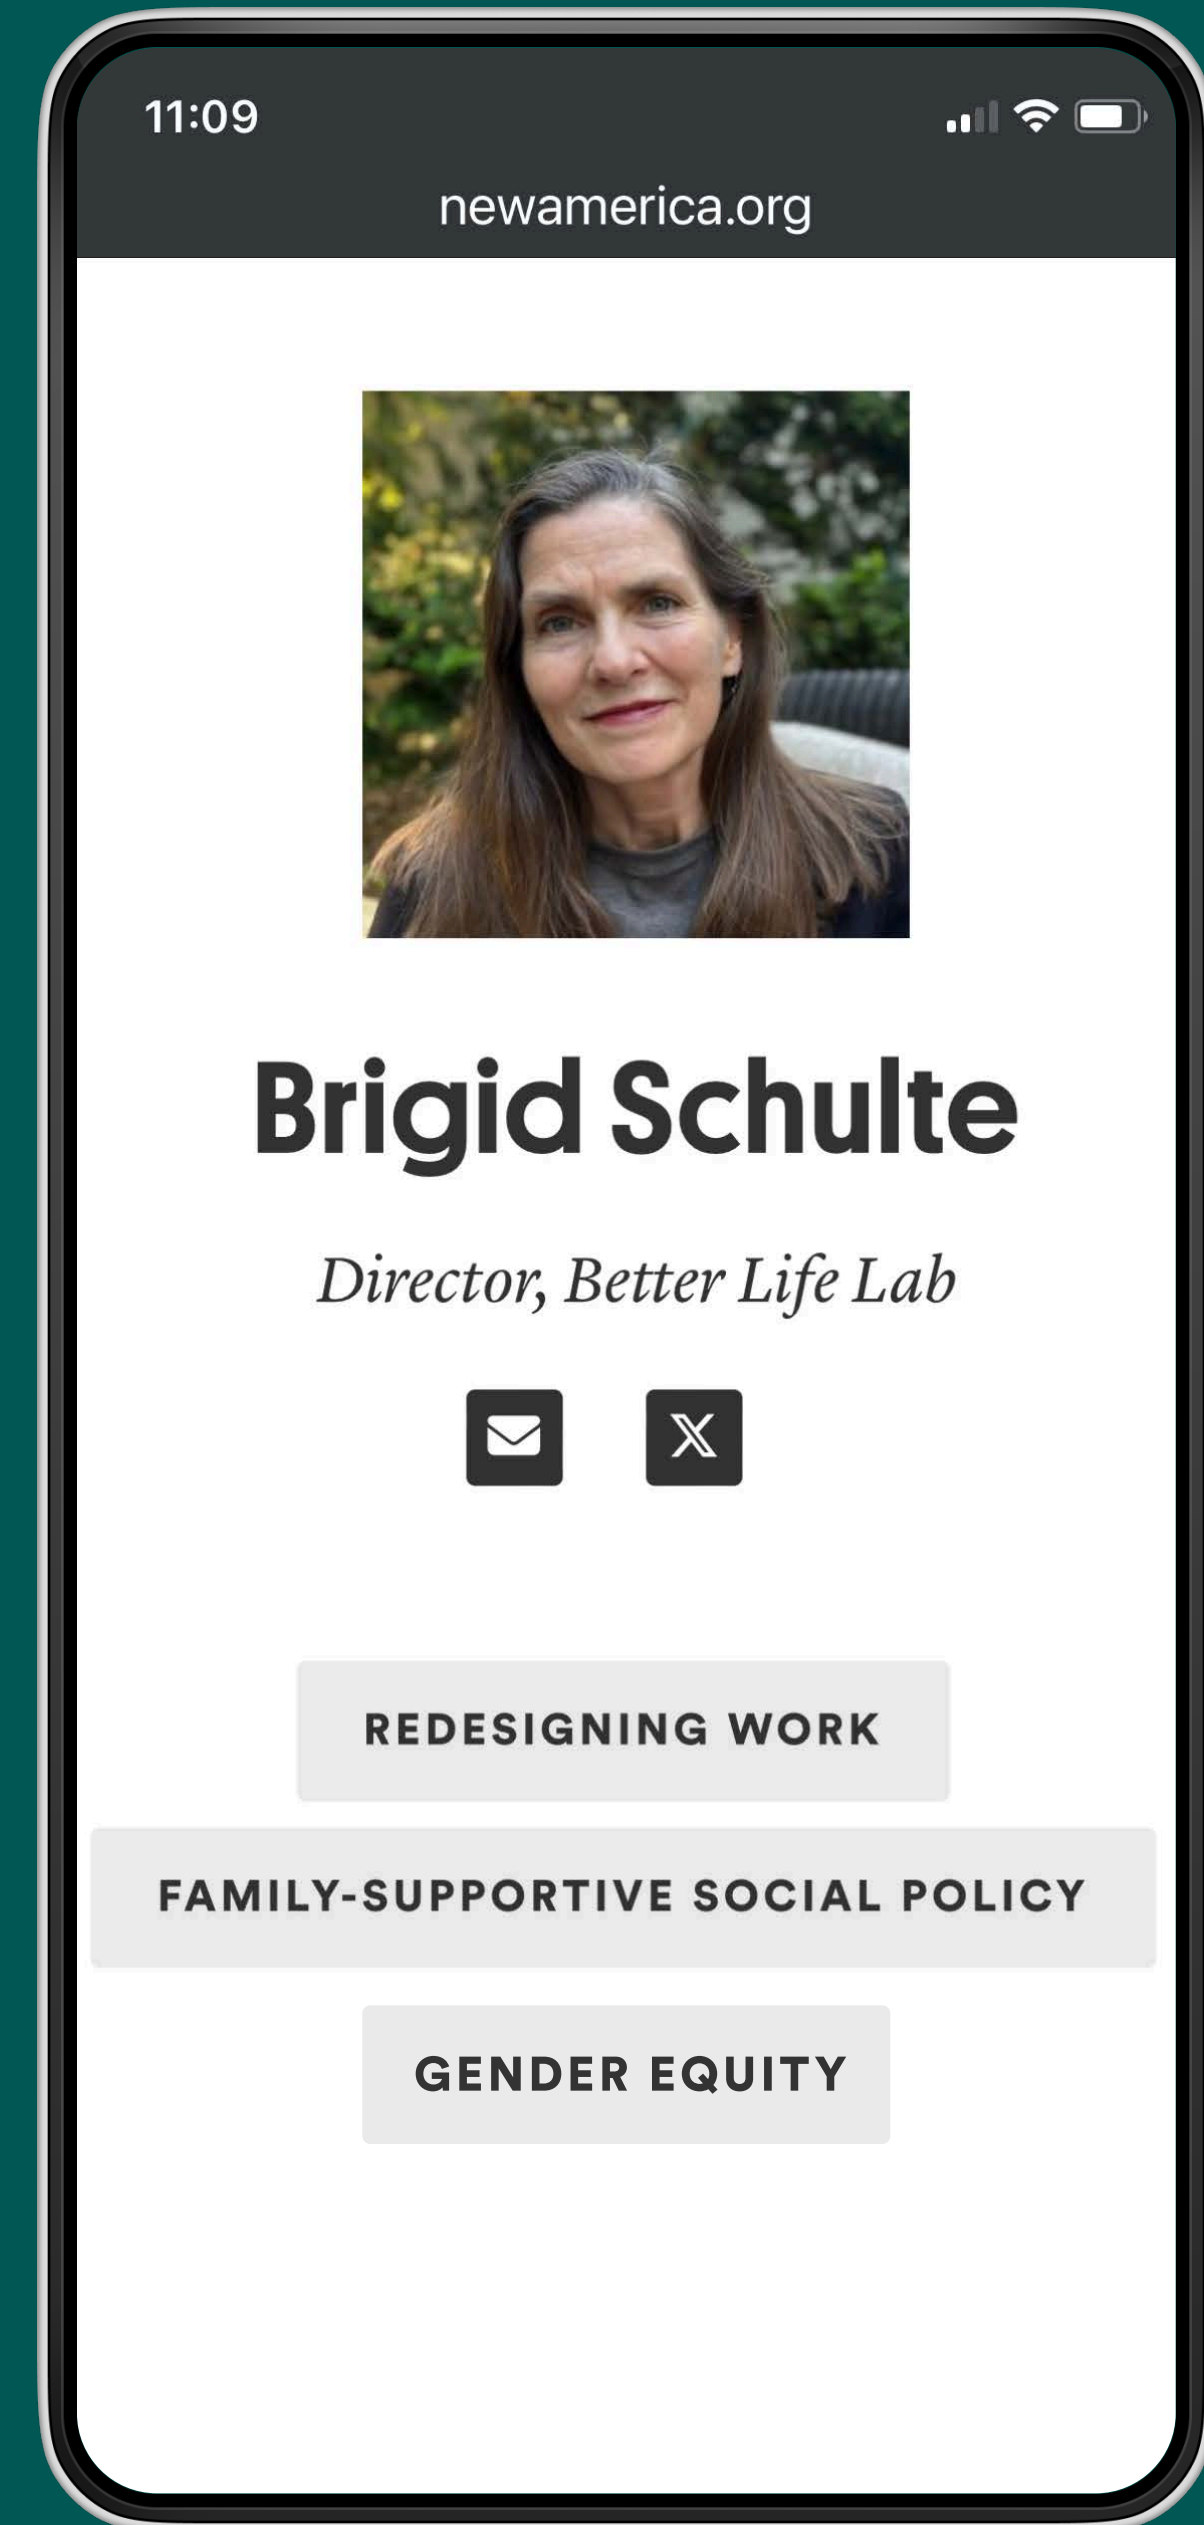 11:09
newamerica.org
Brigid Schulte
Director, Better Life Lab
REDESIGNING WORK
FAMILY-SUPPORTIVE SOCIAL POLICY
GENDER EQUITY